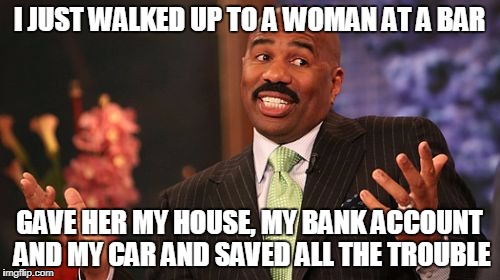 I JUST WALKED UP TO A WOMAN AT A BAR
GAVE HER MY HOUSE, MY BANK ACCOUNT
AND MY CAR AND SAVED ALL THE TROUBLE
imgflip.com